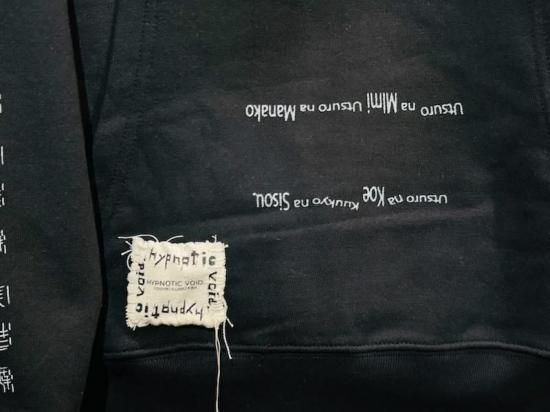 Utsuro na Koe Kuukyo na Sisou.
Utsuro na MImi Utsuro na Manako
hypnotic
VOID.
hypnotic
VOID.
HYPNOTIC VOID.